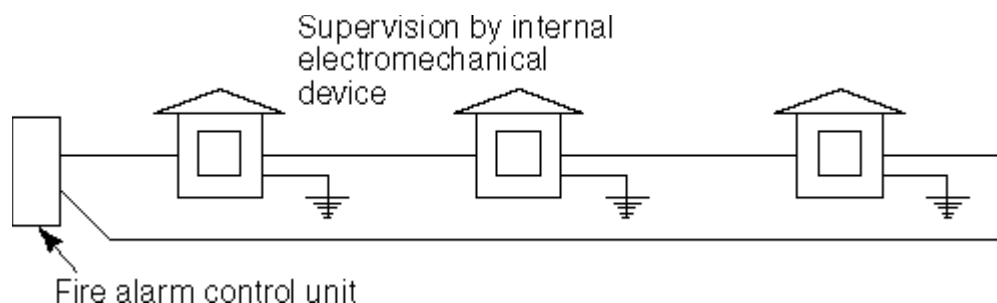 Supervision by internal
electromechanical
device
Fire alarm control unit